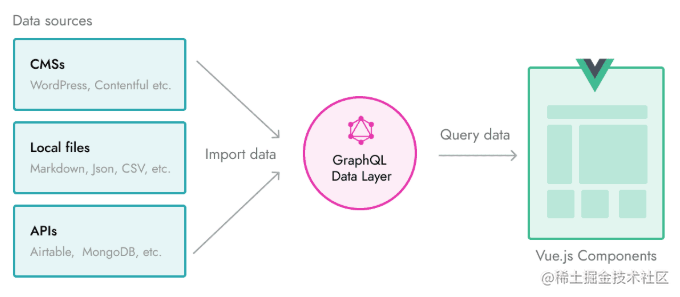 Data sources
CMSs
WordPress, Contentful etc.
Local files
Markdown, Json, CSV, etc.
APIs
Airtable, MongoDB, etc.
Import data
GraphQL
Data Layer
Query data
Vue.js Components
@稀土掘金技术社区